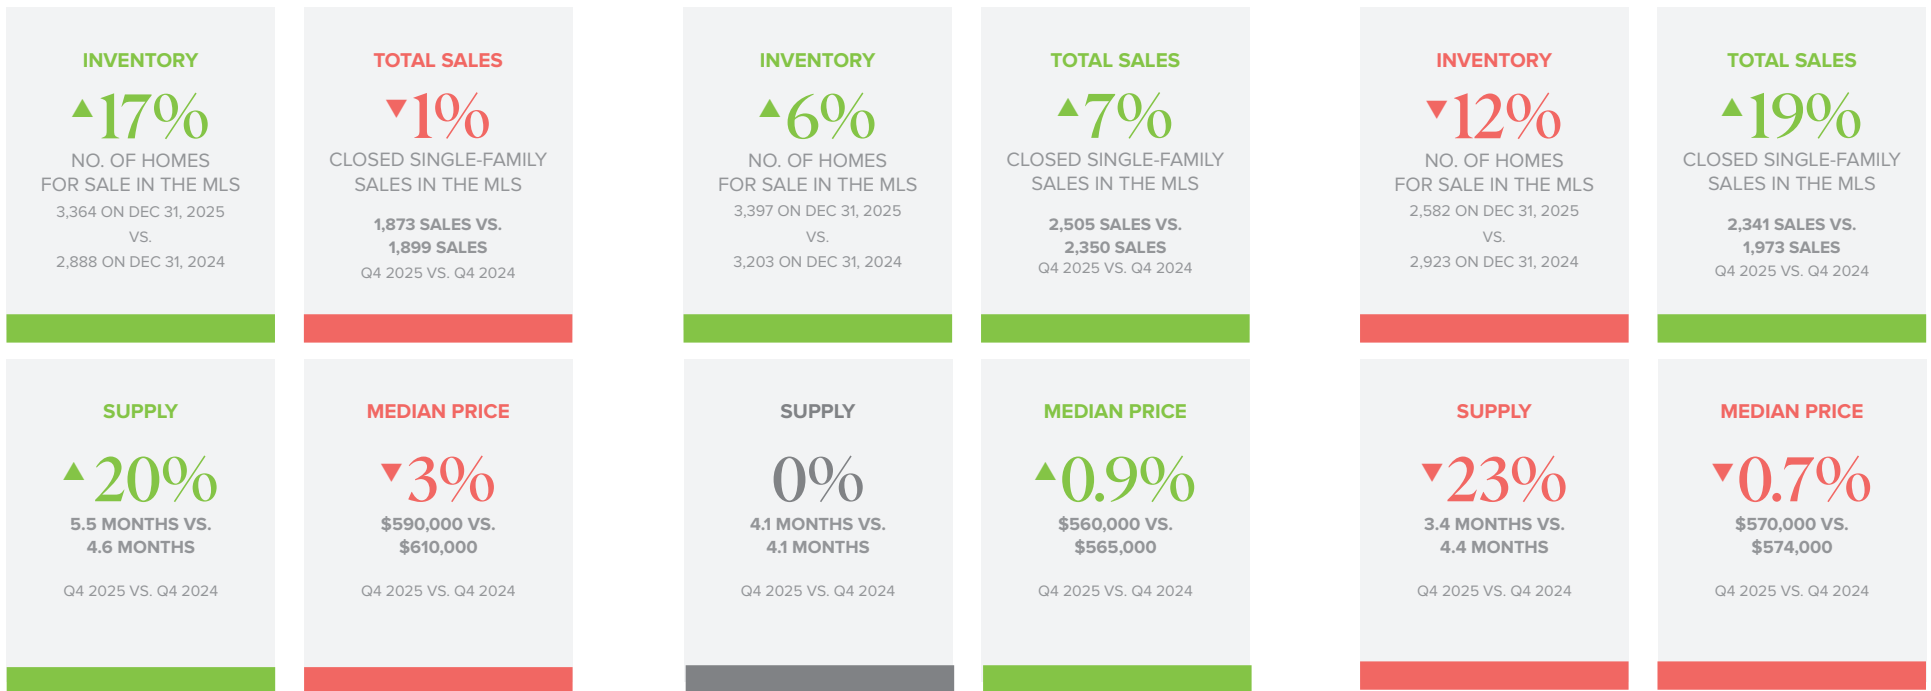 INVENTORY
▲17%
NO. OF HOMES
FOR SALE IN THE MLS
3,364 ON DEC 31, 2025
VS.
2,888 ON DEC 31, 2024
TOTAL SALES
▼1%
CLOSED SINGLE-FAMILY
SALES IN THE MLS
1,873 SALES VS.
1,899 SALES
Q4 2025 VS. Q4 2024
SUPPLY
▲20%
5.5 MONTHS VS.
4.6 MONTHS
Q4 2025 VS. Q4 2024
MEDIAN PRICE
▼3%
$590,000 VS.
$610,000
Q4 2025 VS. Q4 2024
INVENTORY
▲6%
NO. OF HOMES
FOR SALE IN THE MLS
3,397 ON DEC 31, 2025
VS.
3,203 ON DEC 31, 2024
TOTAL SALES
▲7%
CLOSED SINGLE-FAMILY
SALES IN THE MLS
2,505 SALES VS.
2,350 SALES
Q4 2025 VS. Q4 2024
SUPPLY
0%
4.1 MONTHS VS.
4.1 MONTHS
Q4 2025 VS. Q4 2024
MEDIAN PRICE
▲0.9%
$560,000 VS.
$565,000
Q4 2025 VS. Q4 2024
INVENTORY
▼12%
NO. OF HOMES
FOR SALE IN THE MLS
2,582 ON DEC 31, 2025
VS.
2,923 ON DEC 31, 2024
TOTAL SALES
▲19%
CLOSED SINGLE-FAMILY
SALES IN THE MLS
2,341 SALES VS.
1,973 SALES
Q4 2025 VS. Q4 2024
SUPPLY
▼23%
3.4 MONTHS VS.
4.4 MONTHS
Q4 2025 VS. Q4 2024
MEDIAN PRICE
▼0.7%
$570,000 VS.
$574,000
Q4 2025 VS. Q4 2024